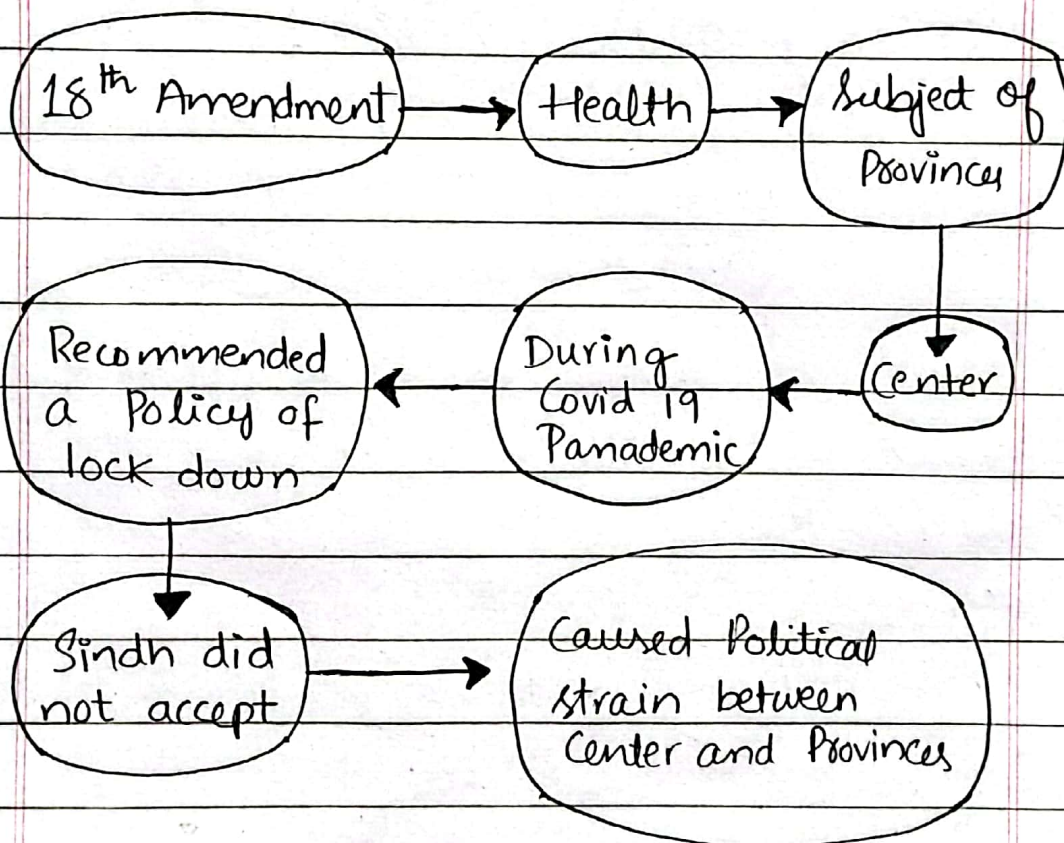 18th Amendment
Health
Subject of
Provinces
Center
During
Covid 19
Panademic
Recommended
a Policy of
lock down
Sindh did
not accept
Caused Political
strain between
Center and Provinces